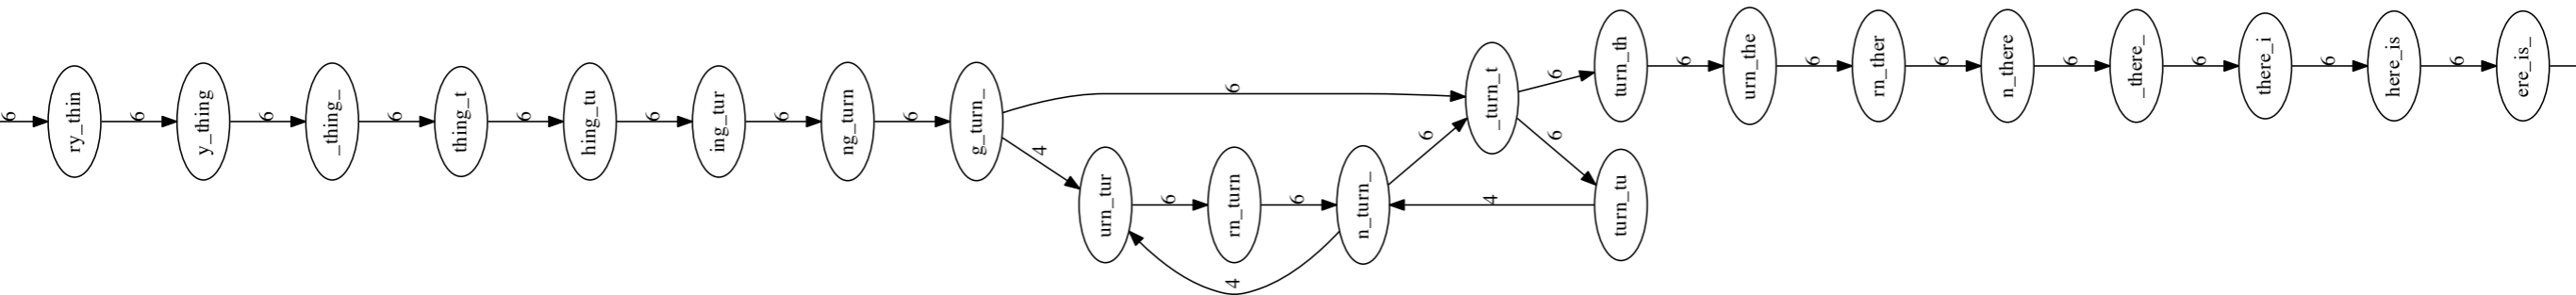 6
ry_thin
6
y_thing
6
_thing_
6
thing_t
6
hing_tu
6
ing_tur
6
ng_turn
6
g_turn_
6
4
urn_tur
6
rn_turn
6
n_turn_
4
6
_turn_t
6
6
turn_tu
4
turn_th
6
urn_the
6
rn_ther
6
n_there
6
_there_
6
there_i
6
here_is
6
ere_is_